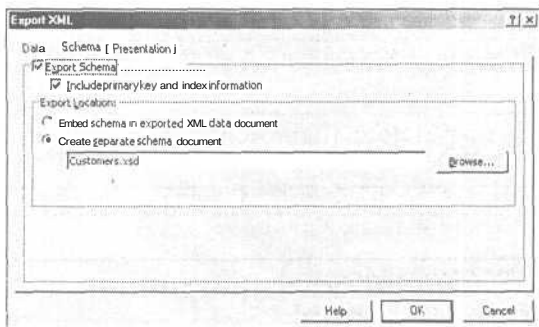 Export XML
Data Schema [ Presentation ]
Export Schema
Include primary key and index information
Export Location:
Embed schema in exported XML data document
Create separate schema document
Customers.xsd
Browse...
Help OK Cancel